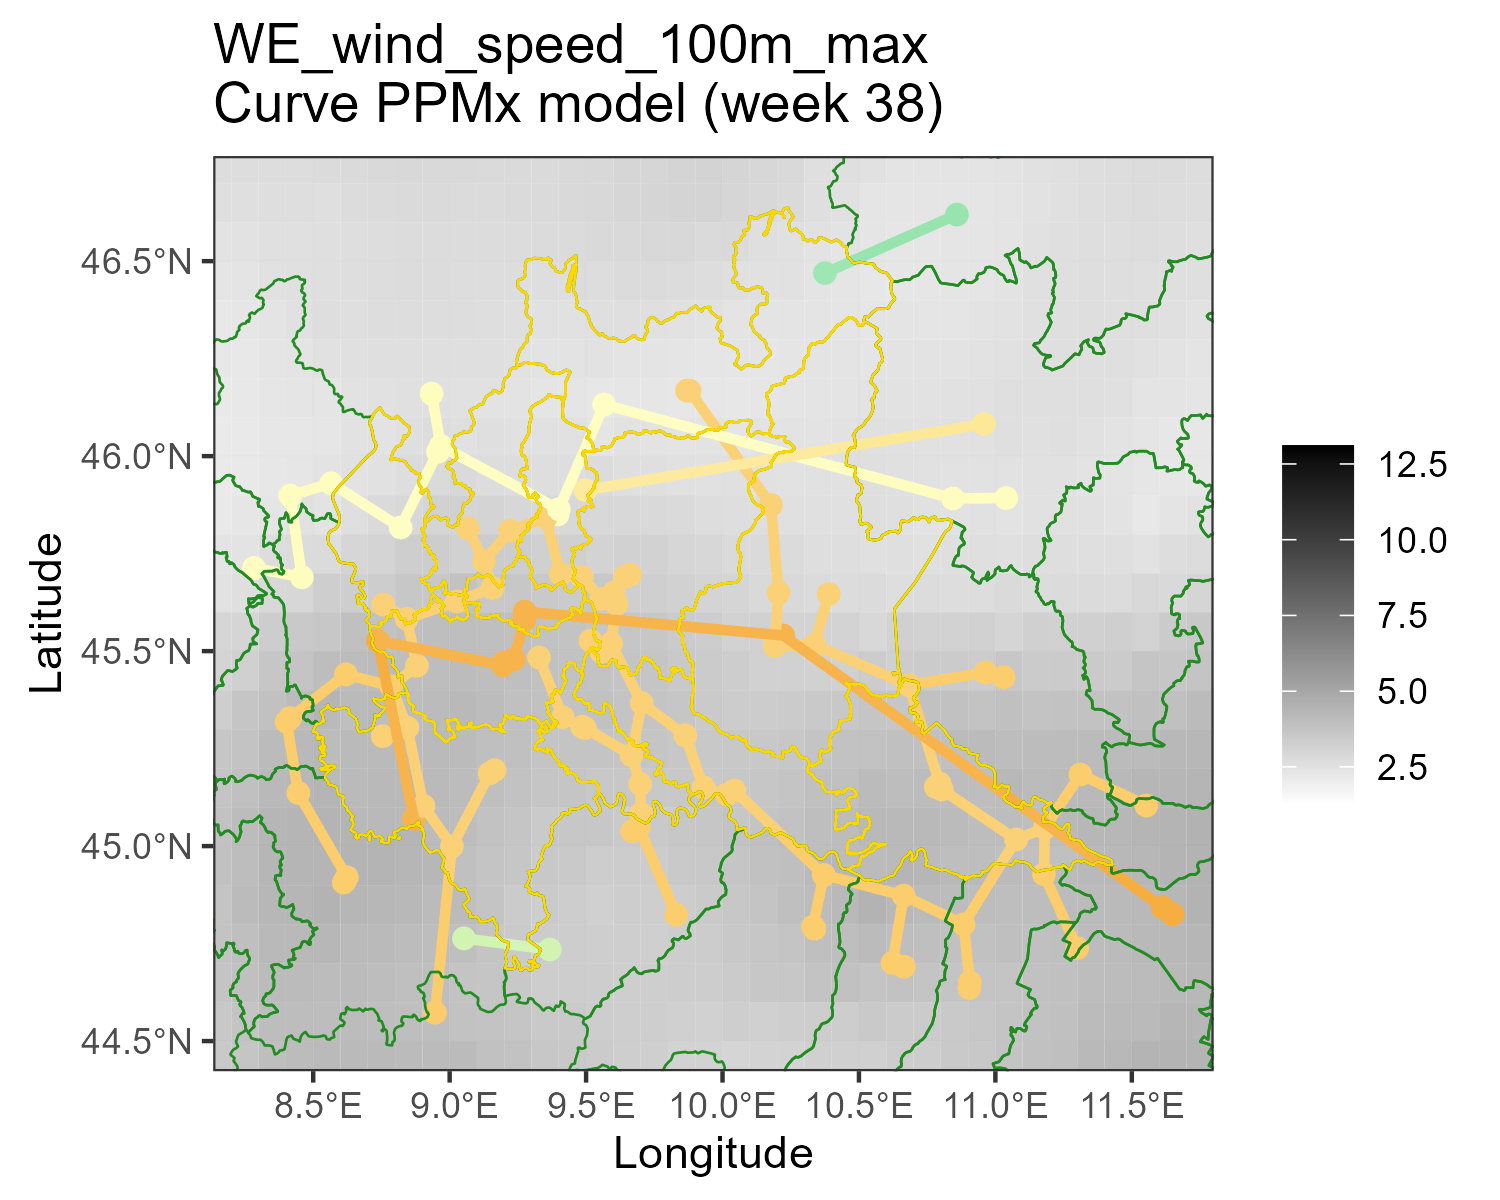 WE_wind_speed_100m_max
Curve PPMx model (week 38)
46.5°N
46.0°N
45.5°N
45.0°N
44.5°N
Latitude
8.5°E 9.0°E 9.5°E 10.0°E 10.5°E 11.0°E 11.5°E
Longitude
12.5
10.0
7.5
5.0
2.5